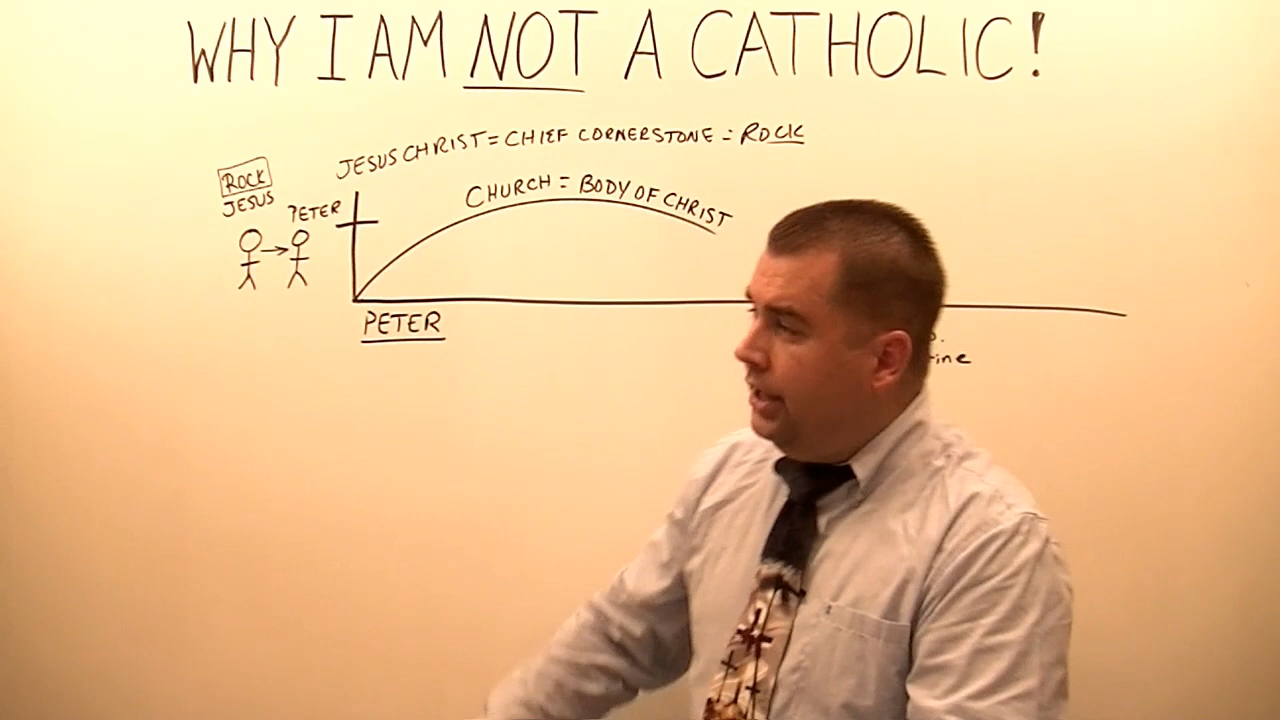 WHY I AM NOT A CATHOLIC!
JESUS CHRIST = CHIEF CORNERSTONE = ROCK
ROCK
JESUS
PETER
CHURCH = BODY OF CHRIST
PETER